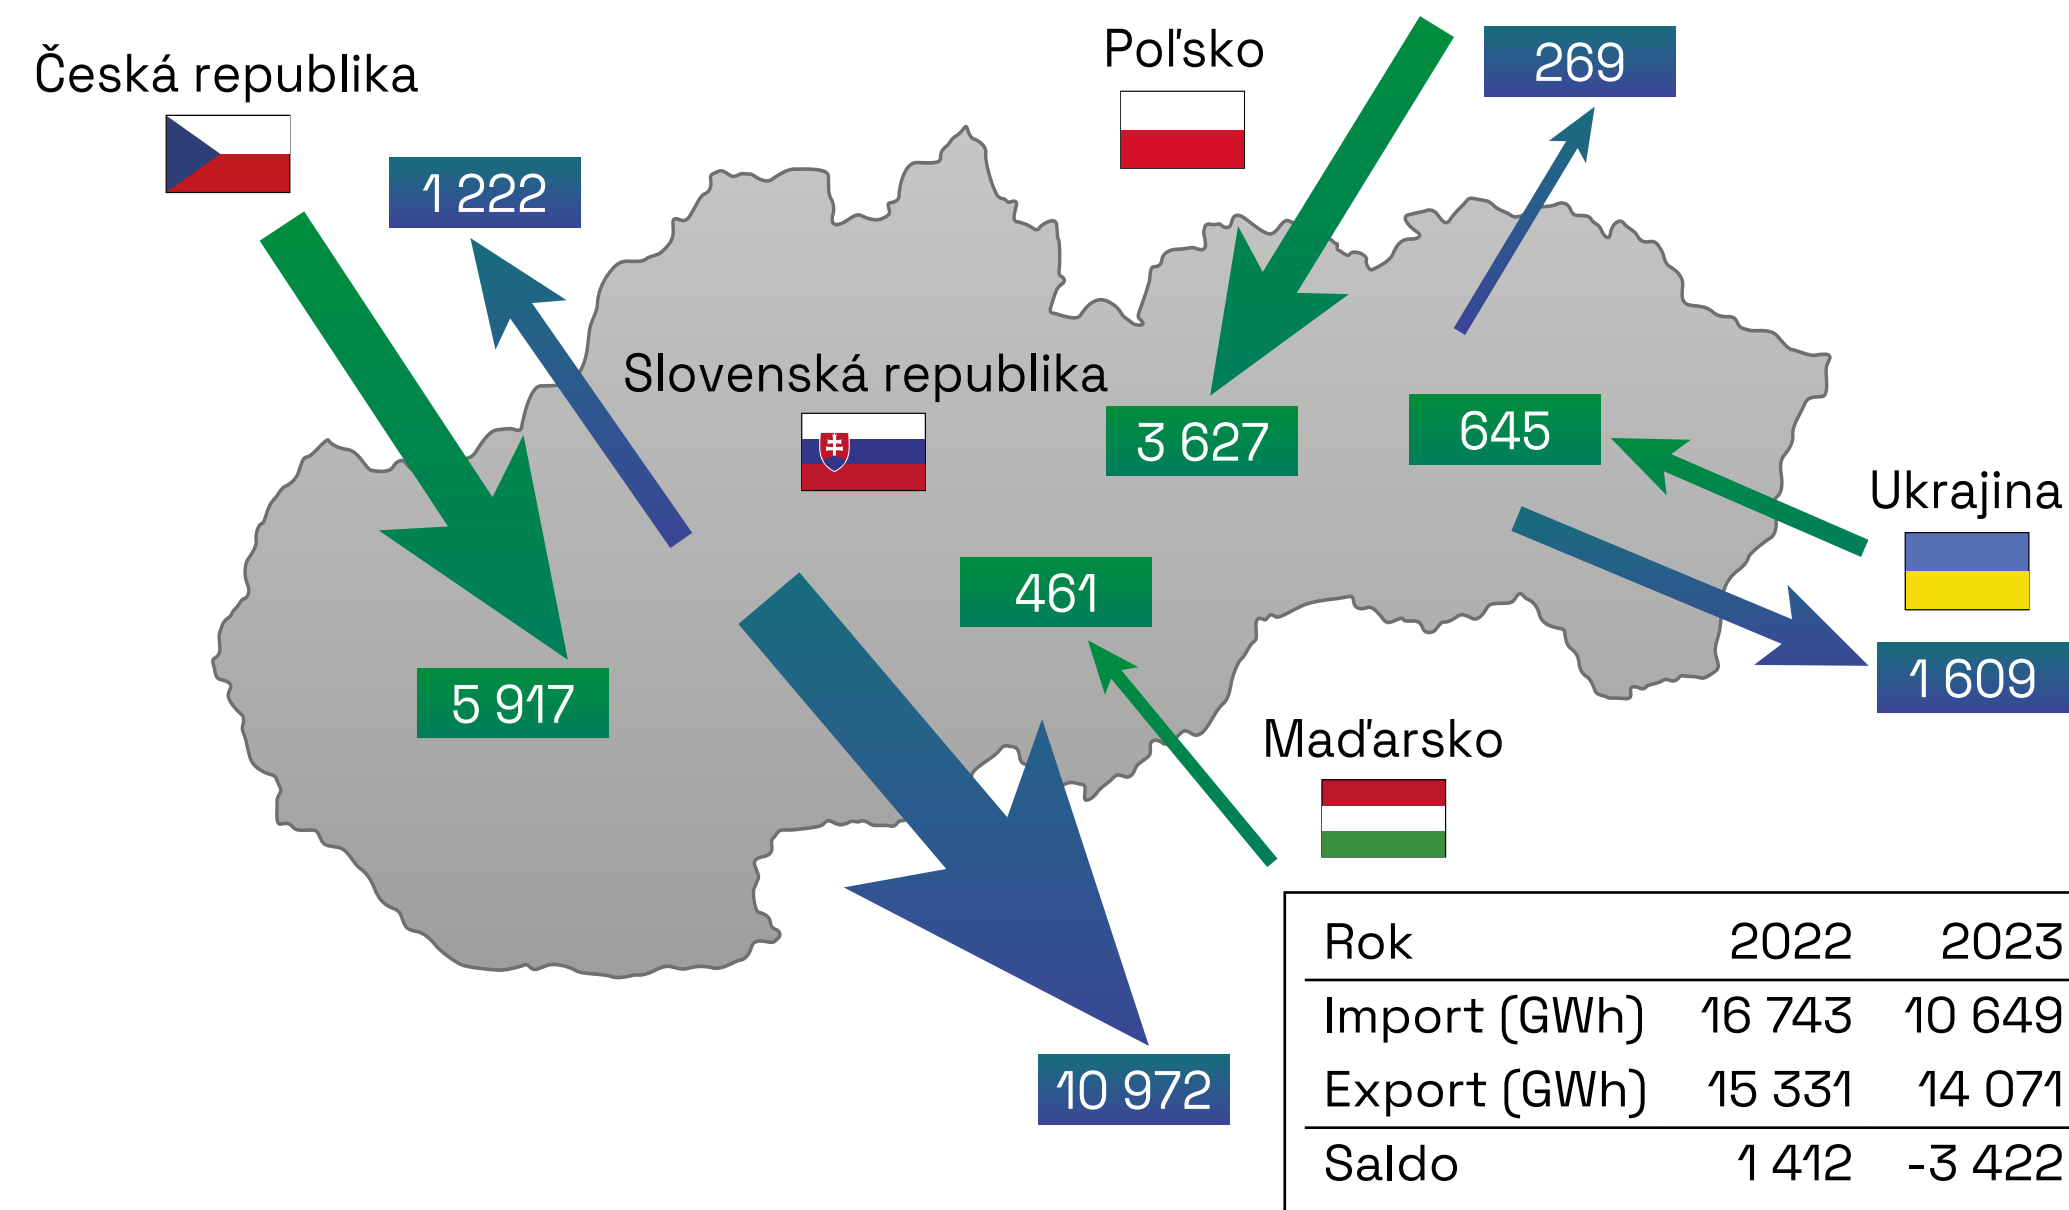 Česká republika
1 222
Poľsko
269
Slovenská republika
3 627
645
Ukrajina
461
5 917
1 609
Maďarsko
10 972
Rok 2022 2023
Import (GWh) 16 743 10 649
Export (GWh) 15 331 14 071
Saldo 1 412 -3 422